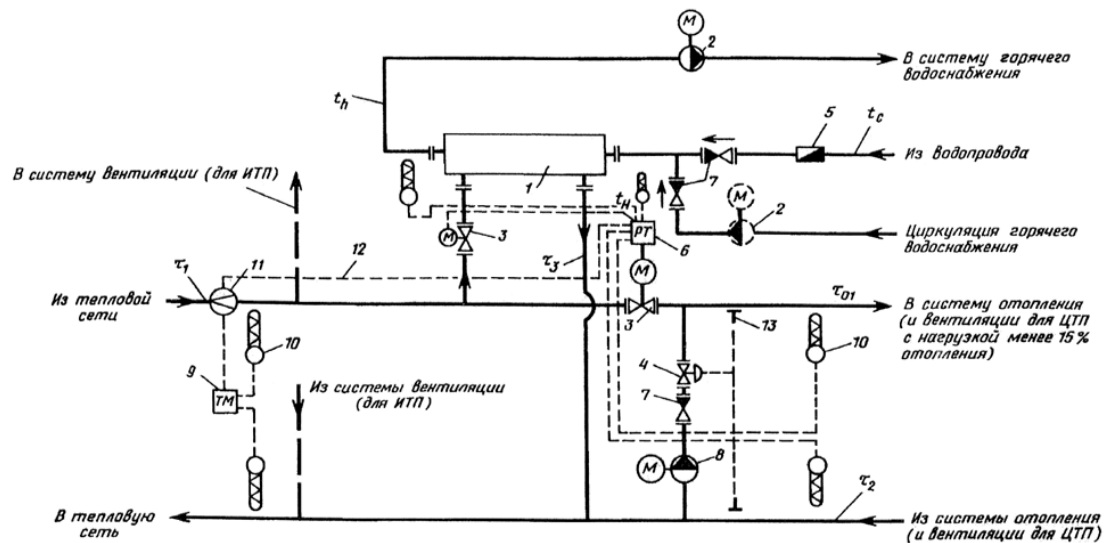 M
2
В систему горячего
водоснабжения
t_h
5
t_c
Из водопровода
1
7
В систему вентиляции (для ИТП)
t_н
M
3
M
2
РТ
6
Циркуляция горячего
водоснабжения
τ_1
11
12
τ_3
M
τ_01
Из тепловой
сети
3
13
В систему отопления
(и вентиляции для ЦТП
с нагрузкой менее 15%
отопления)
10
10
4
9
ТМ
Из системы вентиляции
(для ИТП)
7
M
8
τ_2
В тепловую
сеть
Из системы отопления
(и вентиляции для ЦТП)